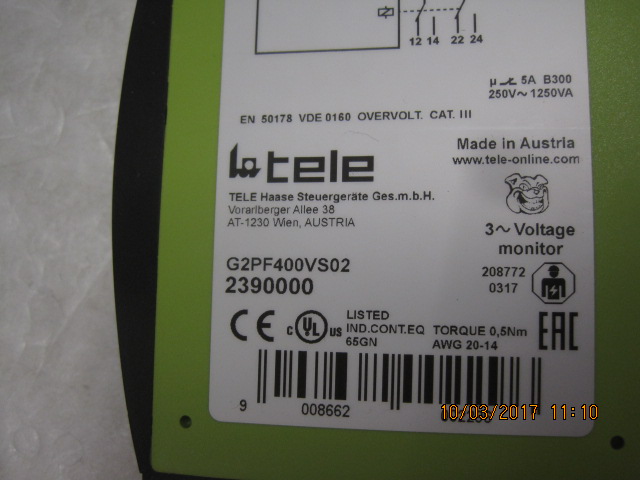 12 14 22 24
µ 5A B300
250V~ 1250VA
EN 50178 VDE 0160 OVERVOLT. CAT. III
tele
Made in Austria
www.tele-online.com
TELE Haase Steuergeräte Ges.m.b.H.
Vorarlberger Allee 38
AT-1230 Wien, AUSTRIA
3~ Voltage
monitor
G2PF400VS02
2390000
208772
0317
CE
C UL US
LISTED
IND.CONT.EQ
65GN
TORQUE 0,5Nm
AWG 20-14
EAC
9 008662
10/03/2017 11:10